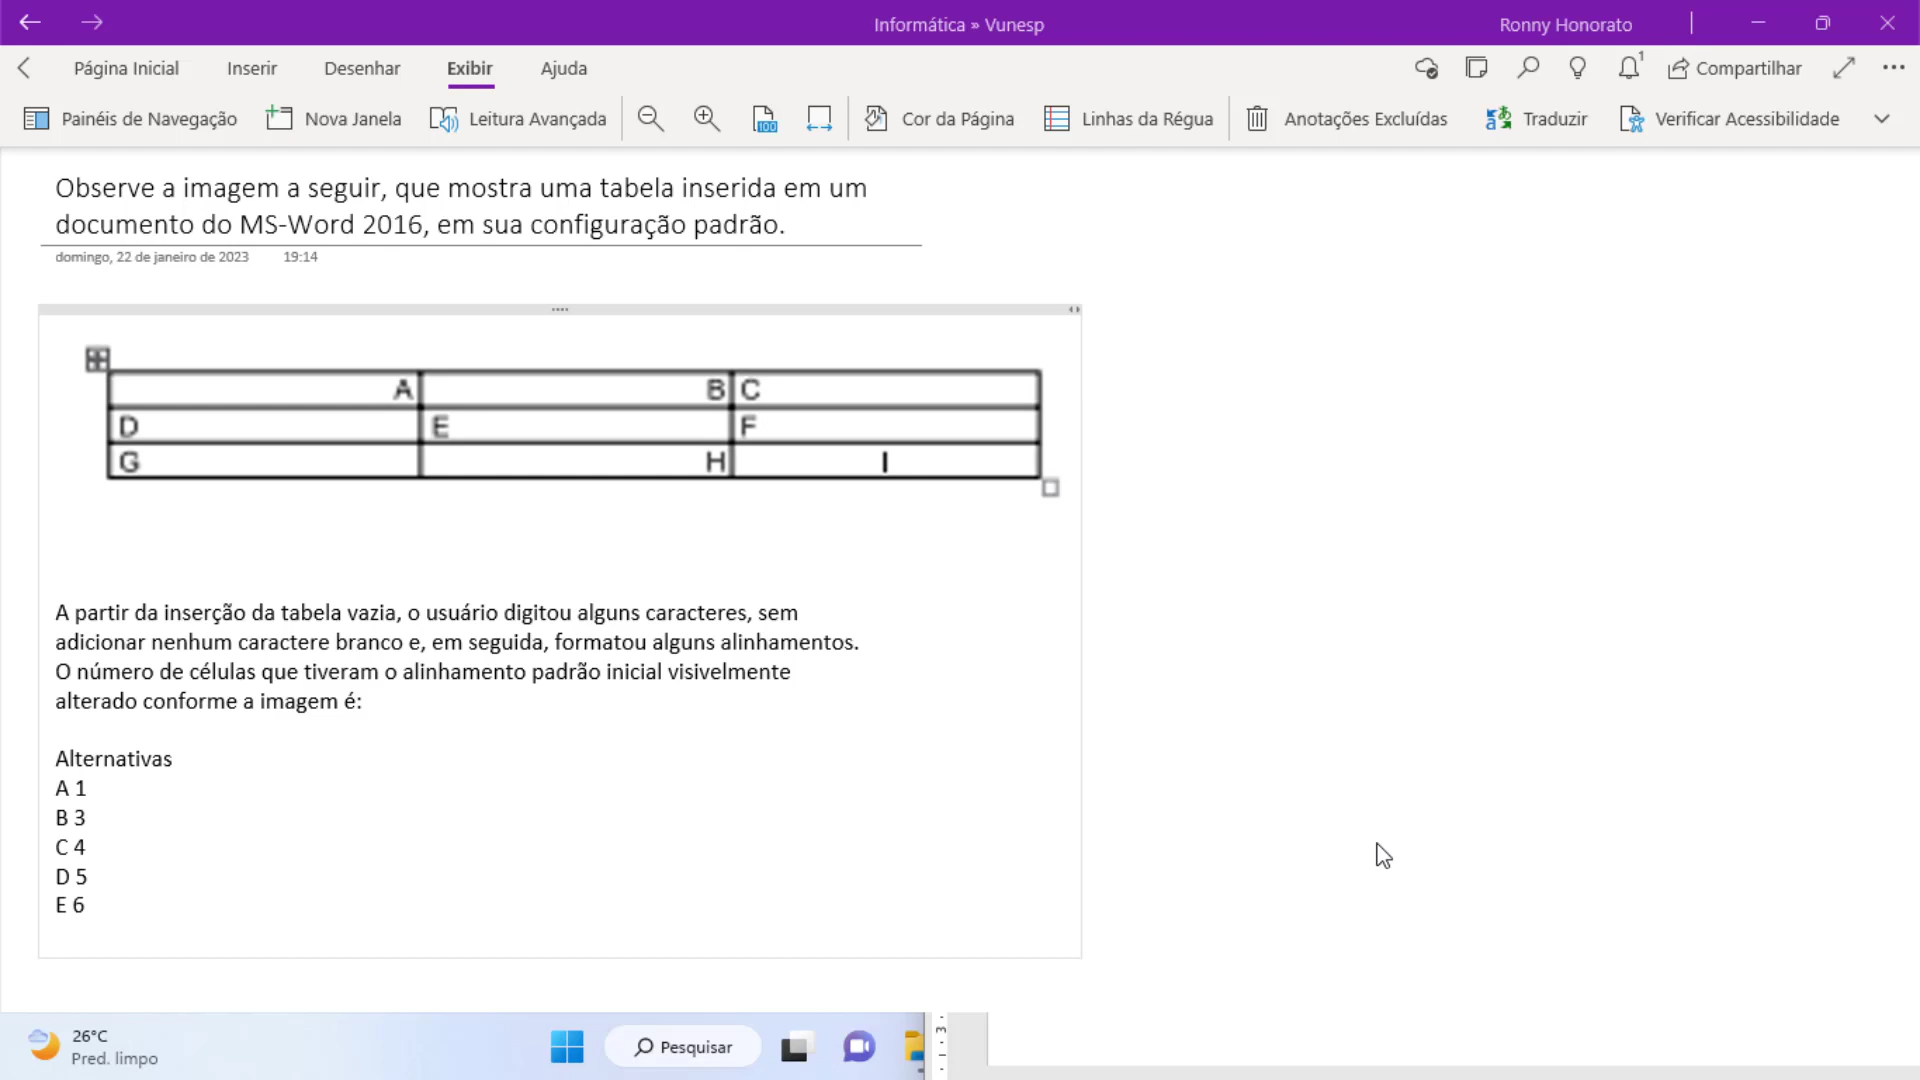 Informática » Vunesp
Ronny Honorato
Página Inicial Inserir Desenhar Exibir Ajuda
1
Compartilhar
Painéis de Navegação Nova Janela Leitura Avançada 100 Cor da Página Linhas da Régua Anotações Excluídas Traduzir Verificar Acessibilidade
Observe a imagem a seguir, que mostra uma tabela inserida em um
documento do MS-Word 2016, em sua configuração padrão.
domingo, 22 de janeiro de 2023 19:14
A B C
D E F
G H I
A partir da inserção da tabela vazia, o usuário digitou alguns caracteres, sem
adicionar nenhum caractere branco e, em seguida, formatou alguns alinhamentos.
O número de células que tiveram o alinhamento padrão inicial visivelmente
alterado conforme a imagem é:
Alternativas
A 1
B 3
C 4
D 5
E 6
26°C
Pred. limpo
Pesquisar
3